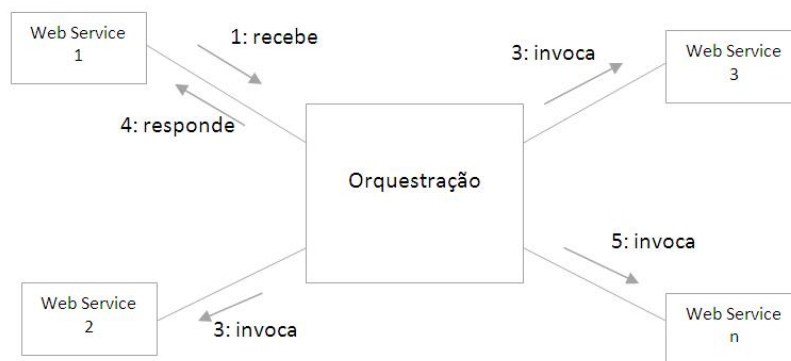 Web Service
1
1: recebe
4: responde
3: invoca
Web Service
3
Orquestração
5: invoca
Web Service
2
3: invoca
Web Service
n